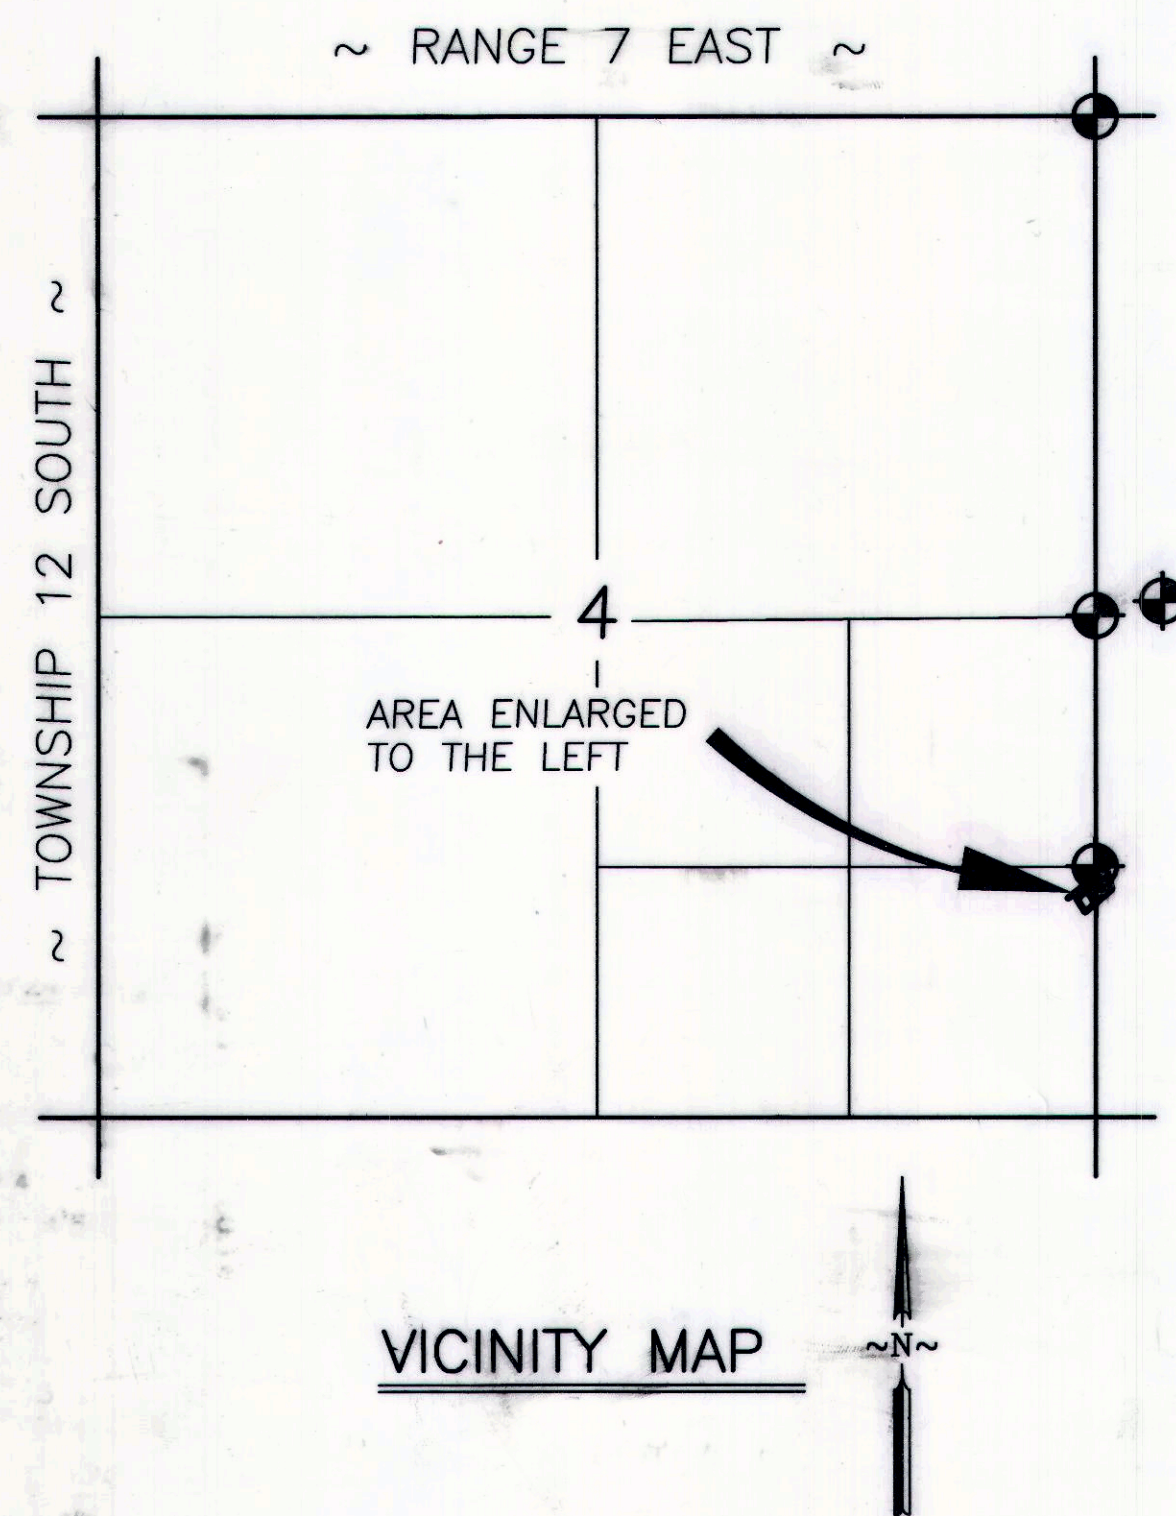 ~ RANGE 7 EAST ~
~ TOWNSHIP 12 SOUTH ~
4
AREA ENLARGED
TO THE LEFT
VICINITY MAP
~N~